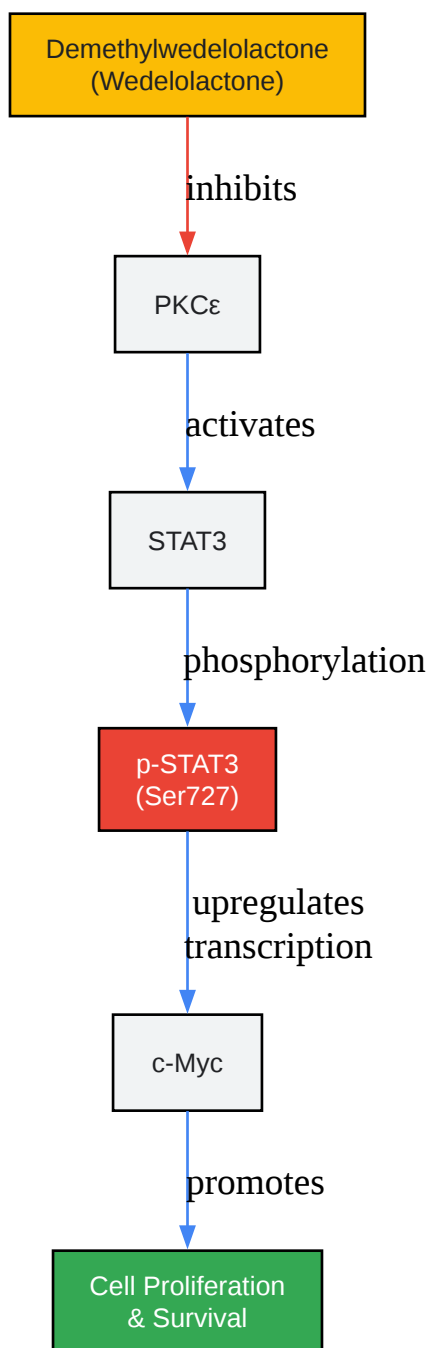 Demethylwedelolactone
(Wedelolactone)
inhibits
PKCε
activates
STAT3
phosphorylation
p-STAT3
(Ser727)
upregulates
transcription
c-Myc
promotes
Cell Proliferation
& Survival